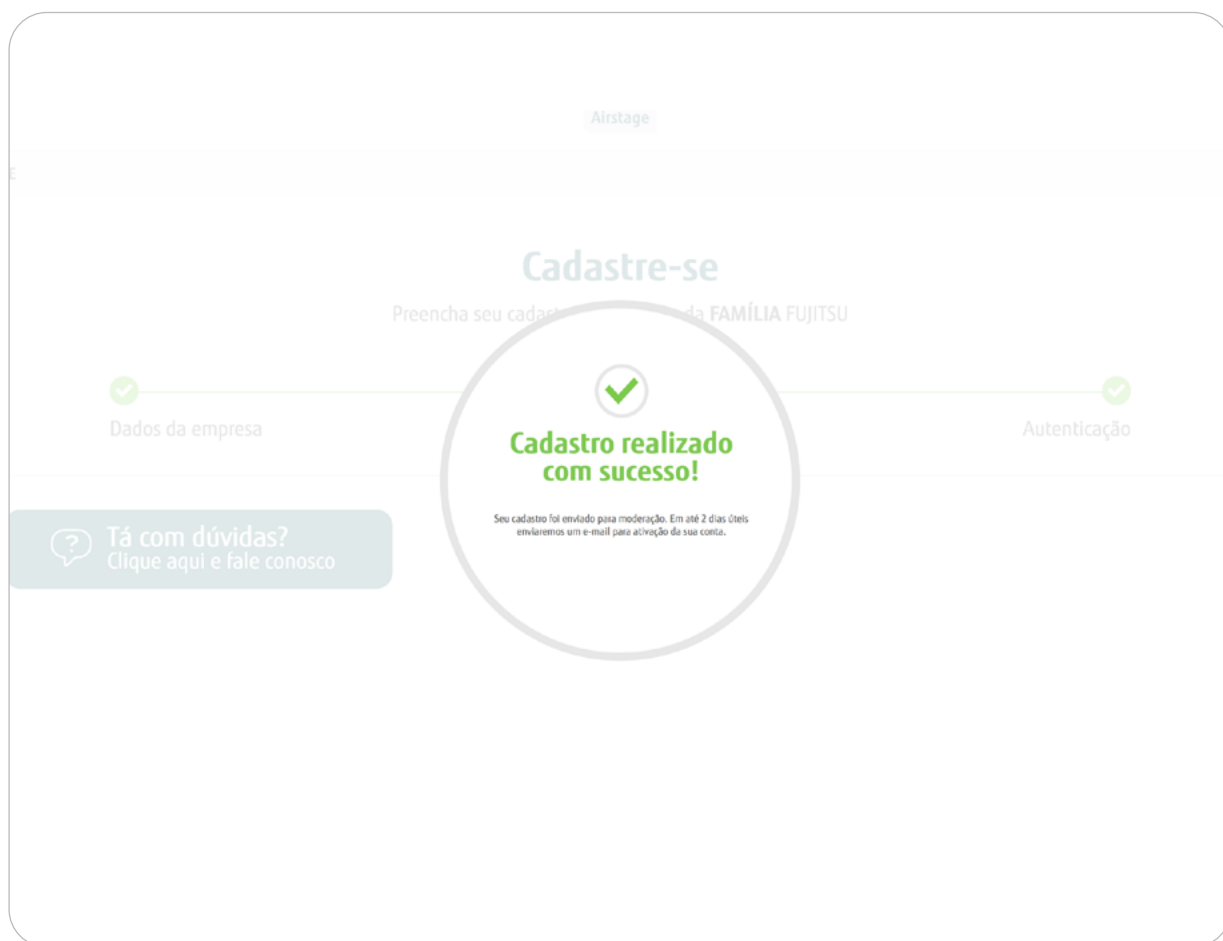 Airstage
E
Cadastre-se
Preencha seu cadast da FAMÍLIA FUJITSU
Dados da empresa
Autenticação
Cadastro realizado
com sucesso!
Seu cadastro foi enviado para moderação. Em até 2 dias úteis
enviaremos um e-mail para ativação da sua conta.
Tá com dúvidas?
Clique aqui e fale conosco